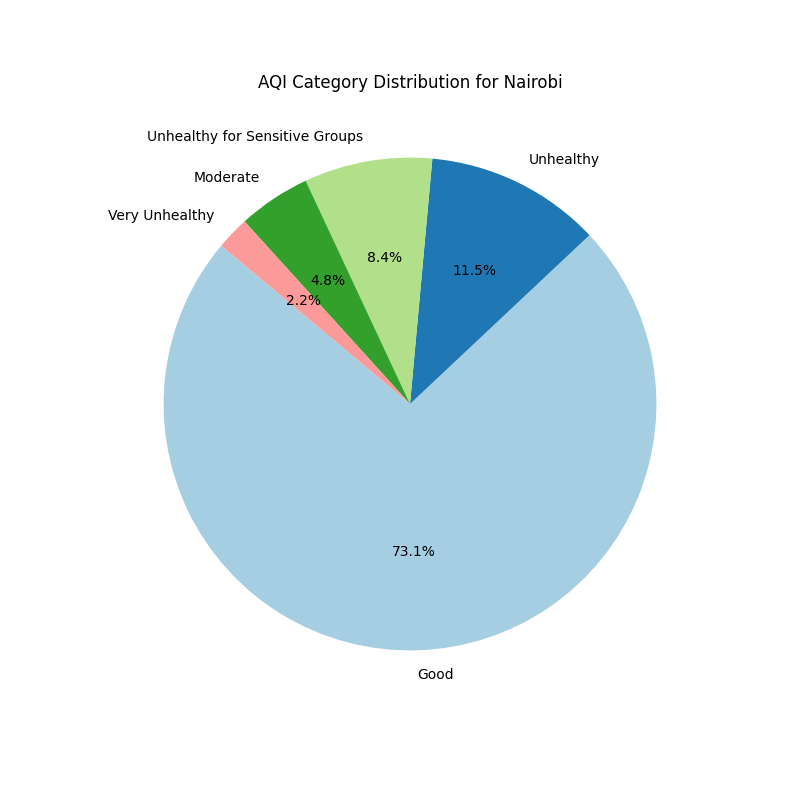 AQI Category Distribution for Nairobi
Unhealthy for Sensitive Groups
Unhealthy
Moderate
Very Unhealthy
8.4%
11.5%
4.8%
2.2%
73.1%
Good